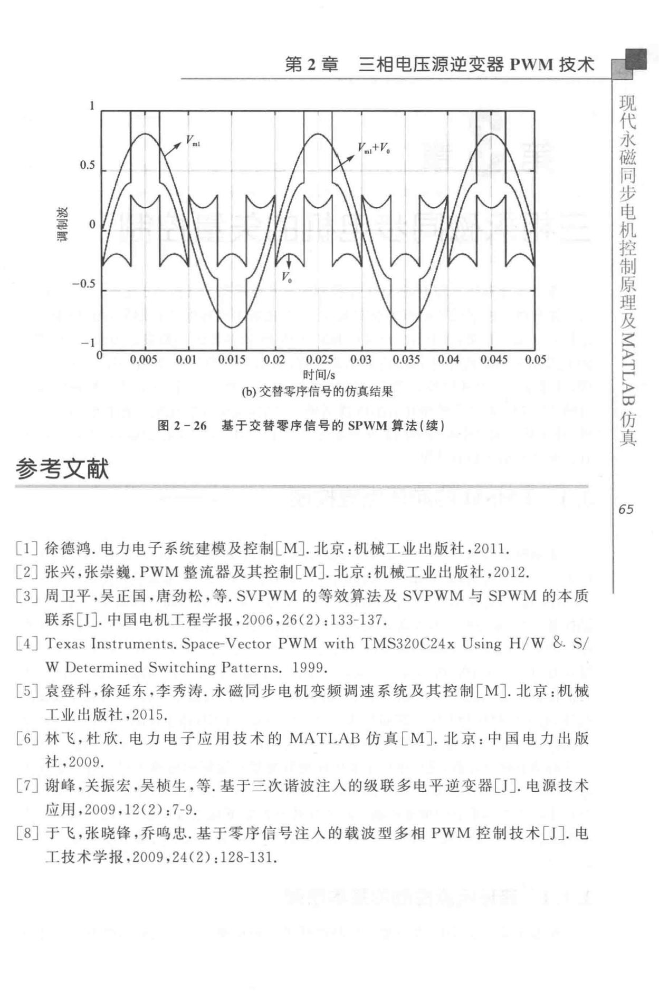 第 2 章　三相电压源逆变器 PWM 技术
现代永磁同步电机控制原理及MATLAB仿真
65
1
0.5
0
-0.5
-1
调制波
V_m1
V_m1+V_0
V_0
0 0.005 0.01 0.015 0.02 0.025 0.03 0.035 0.04 0.045 0.05
时间/s
(b) 交替零序信号的仿真结果
图 2-26　基于交替零序信号的 SPWM 算法(续)
参考文献
[1] 徐德鸿. 电力电子系统建模及控制[M]. 北京:机械工业出版社,2011.
[2] 张兴,张崇巍. PWM 整流器及其控制[M]. 北京:机械工业出版社,2012.
[3] 周卫平,吴正国,唐劲松,等. SVPWM 的等效算法及 SVPWM 与 SPWM 的本质
联系[J]. 中国电机工程学报,2006,26(2):133-137.
[4] Texas Instruments. Space-Vector PWM with TMS320C24x Using H/W & S/
W Determined Switching Patterns. 1999.
[5] 袁登科,徐延东,李秀涛. 永磁同步电机变频调速系统及其控制[M]. 北京:机械
工业出版社,2015.
[6] 林飞,杜欣. 电力电子应用技术的 MATLAB 仿真[M]. 北京:中国电力出版
社,2009.
[7] 谢峰,关振宏,吴桢生,等. 基于三次谐波注入的级联多电平逆变器[J]. 电源技术
应用,2009,12(2):7-9.
[8] 于飞,张晓锋,乔鸣忠. 基于零序信号注入的载波型多相 PWM 控制技术[J]. 电
工技术学报,2009,24(2):128-131.